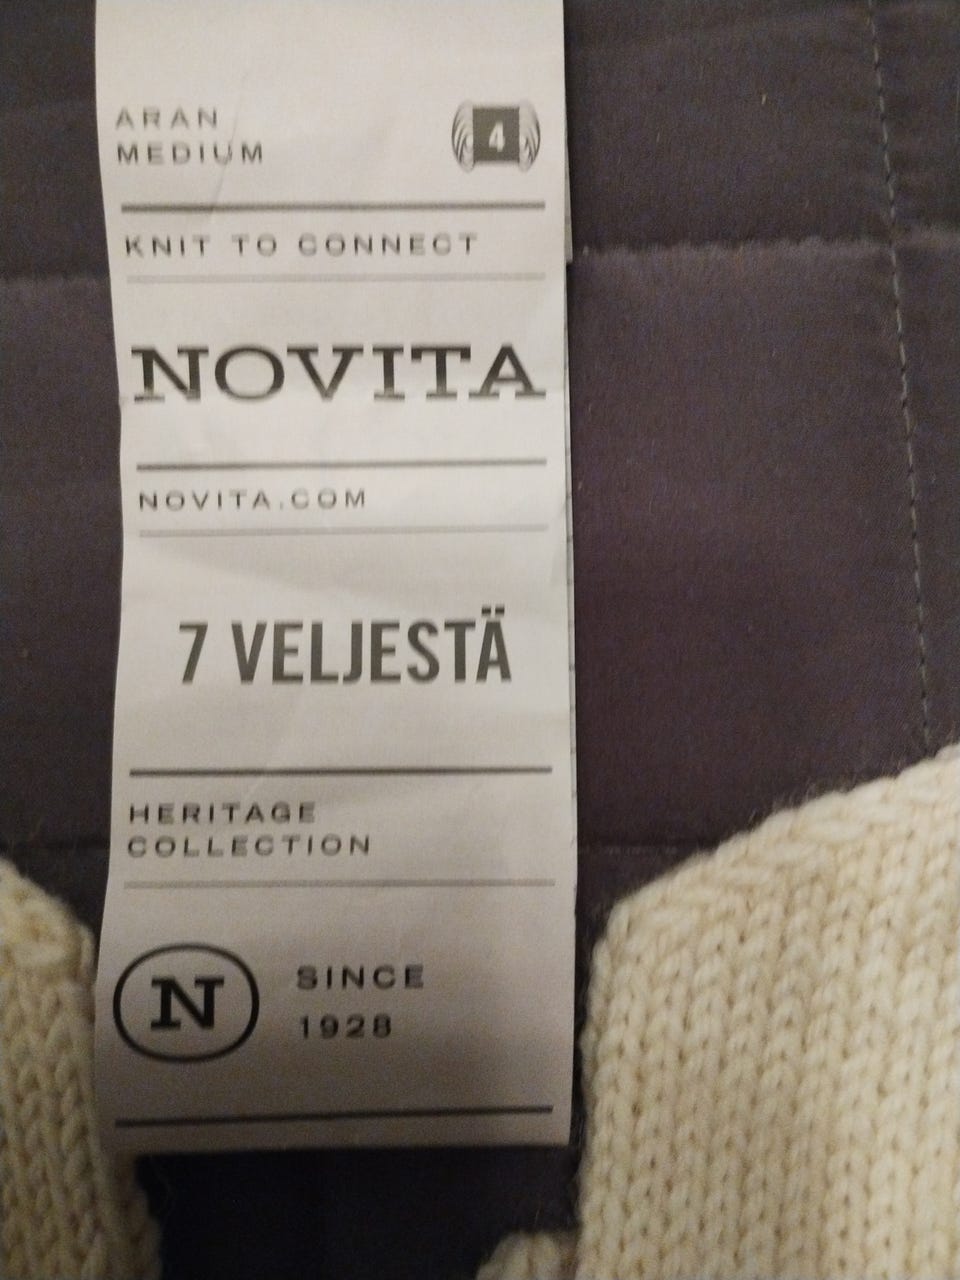 ARAN
MEDIUM
4
KNIT TO CONNECT
NOVITA
NOVITA.COM
7 VELJESTÄ
HERITAGE
COLLECTION
N
SINCE
1928